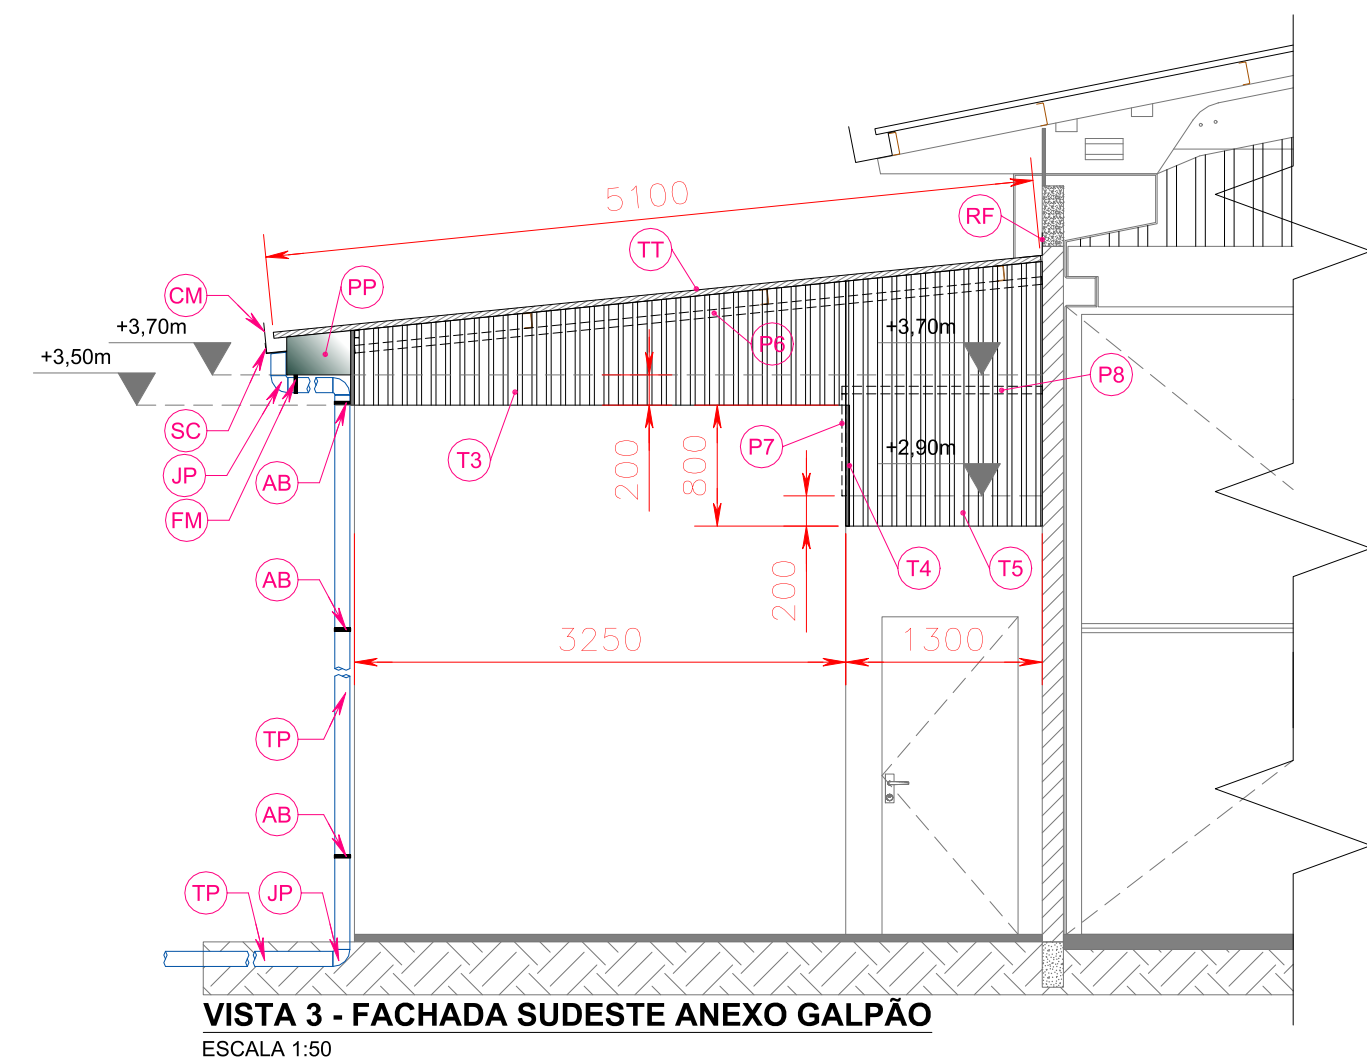 5100
RF
TT
PP
CM
+3,70m
+3,50m
P6
+3,70m
P8
SC
JP
AB
FM
T3
200
800
P7
+2,90m
200
T4
T5
AB
3250
1300
TP
AB
TP
JP
VISTA 3 - FACHADA SUDESTE ANEXO GALPÃO
ESCALA 1:50